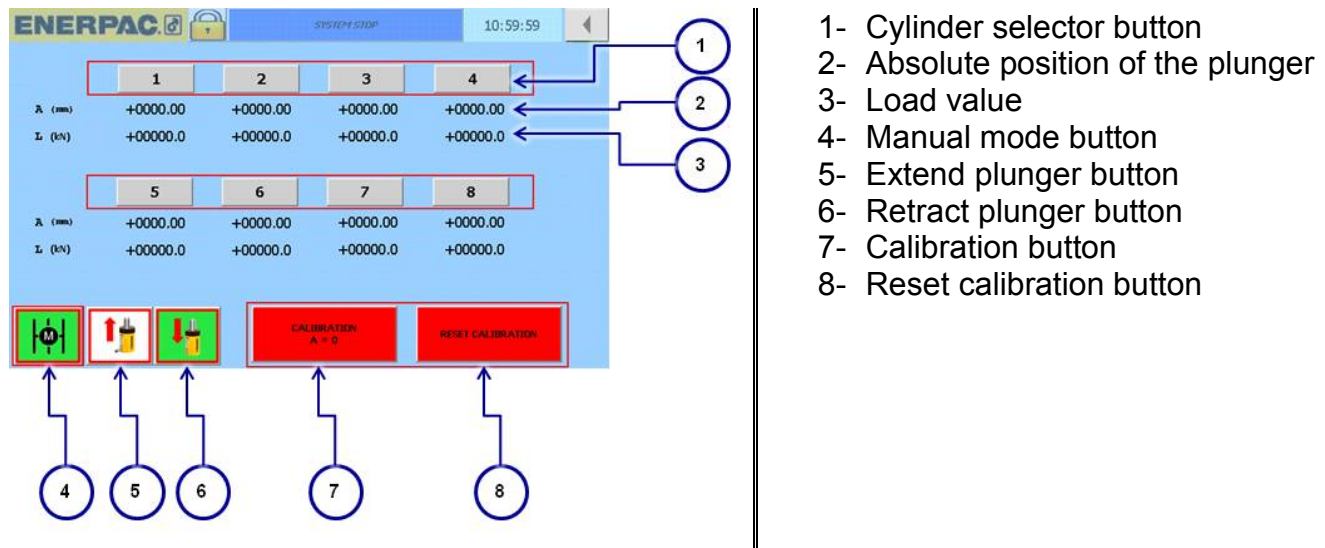 ENERPAC.
SYSTEM STOP
10:59:59
1 2 3 4
A (mm) +0000.00 +0000.00 +0000.00 +0000.00
L (kN) +00000.0 +00000.0 +00000.0 +00000.0
5 6 7 8
A (mm) +0000.00 +0000.00 +0000.00 +0000.00
L (kN) +00000.0 +00000.0 +00000.0 +00000.0
M
CALIBRATION
A = 0
RESET CALIBRATION
1
2
3
4 5 6 7 8
1- Cylinder selector button
2- Absolute position of the plunger
3- Load value
4- Manual mode button
5- Extend plunger button
6- Retract plunger button
7- Calibration button
8- Reset calibration button